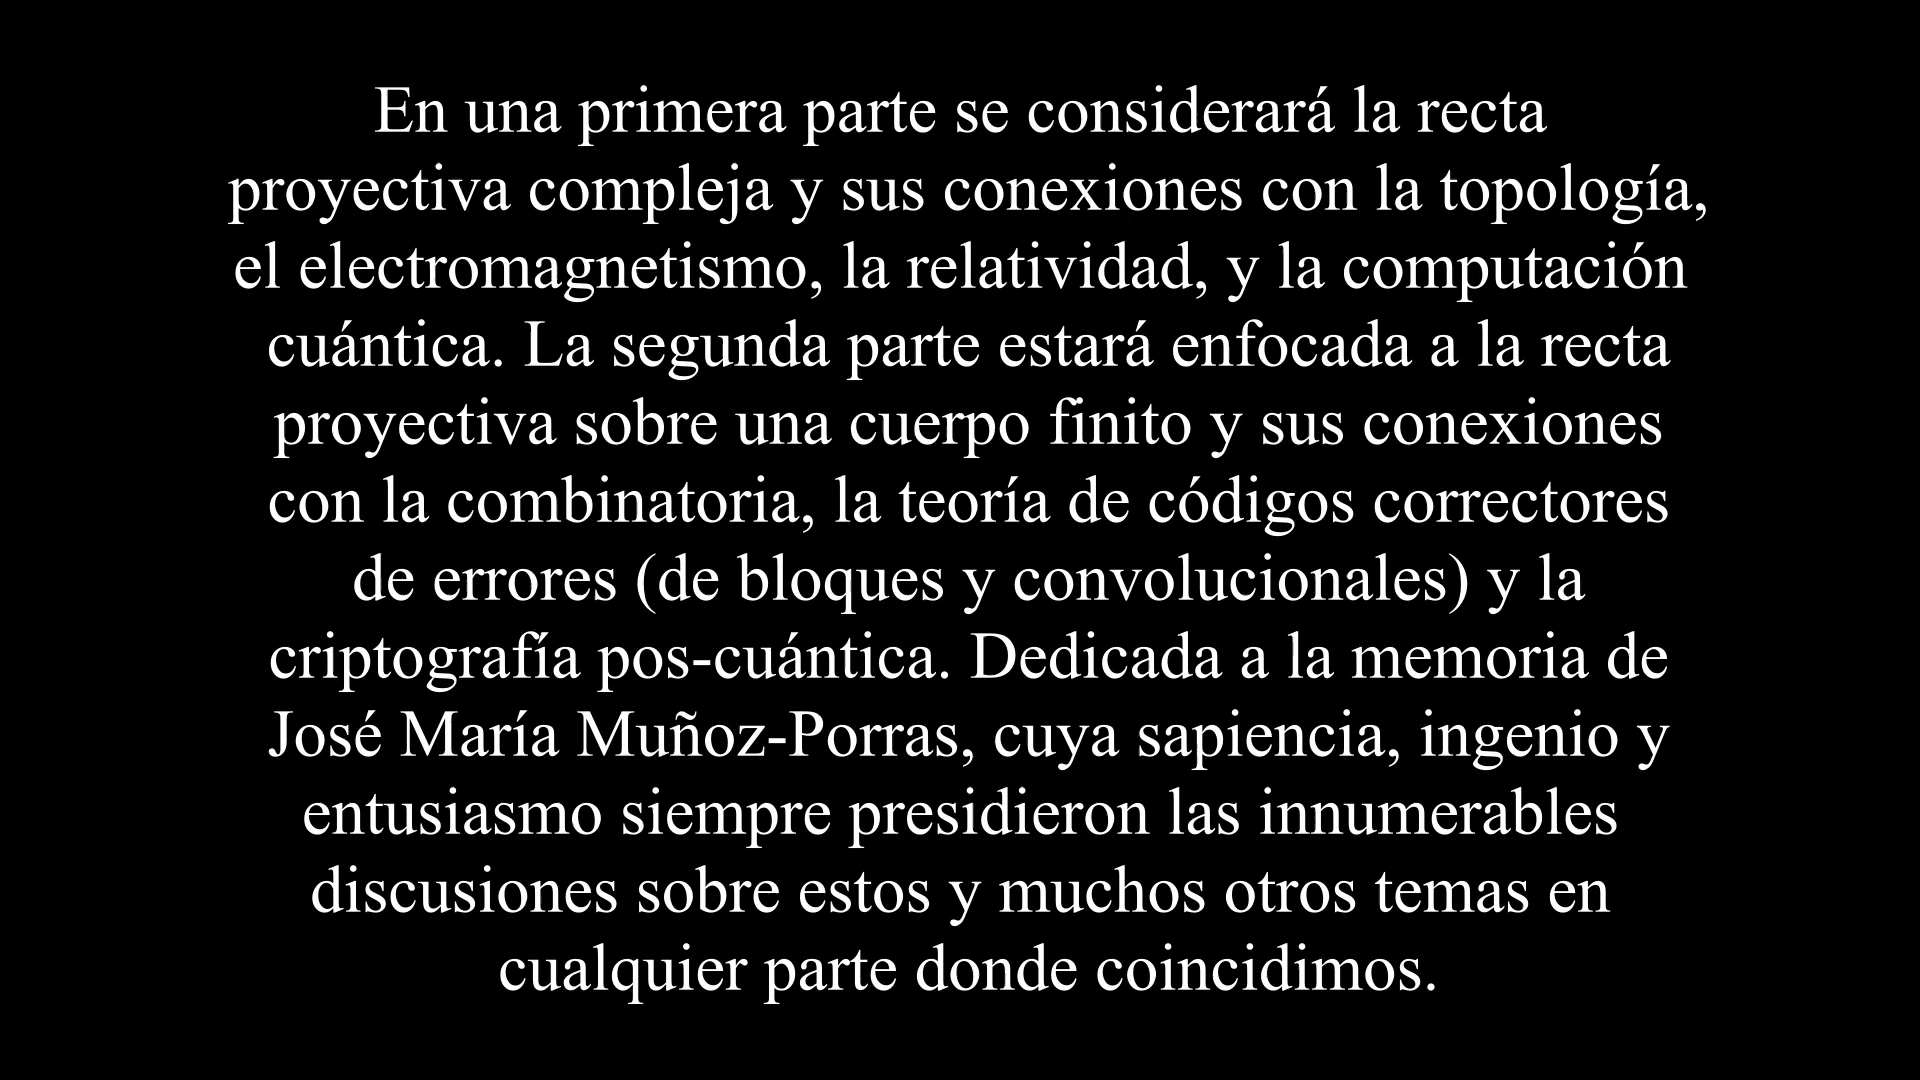 En una primera parte se considerará la recta
proyectiva compleja y sus conexiones con la topología,
el electromagnetismo, la relatividad, y la computación
cuántica. La segunda parte estará enfocada a la recta
proyectiva sobre una cuerpo finito y sus conexiones
con la combinatoria, la teoría de códigos correctores
de errores (de bloques y convolucionales) y la
criptografía pos-cuántica. Dedicada a la memoria de
José María Muñoz-Porras, cuya sapiencia, ingenio y
entusiasmo siempre presidieron las innumerables
discusiones sobre estos y muchos otros temas en
cualquier parte donde coincidimos.